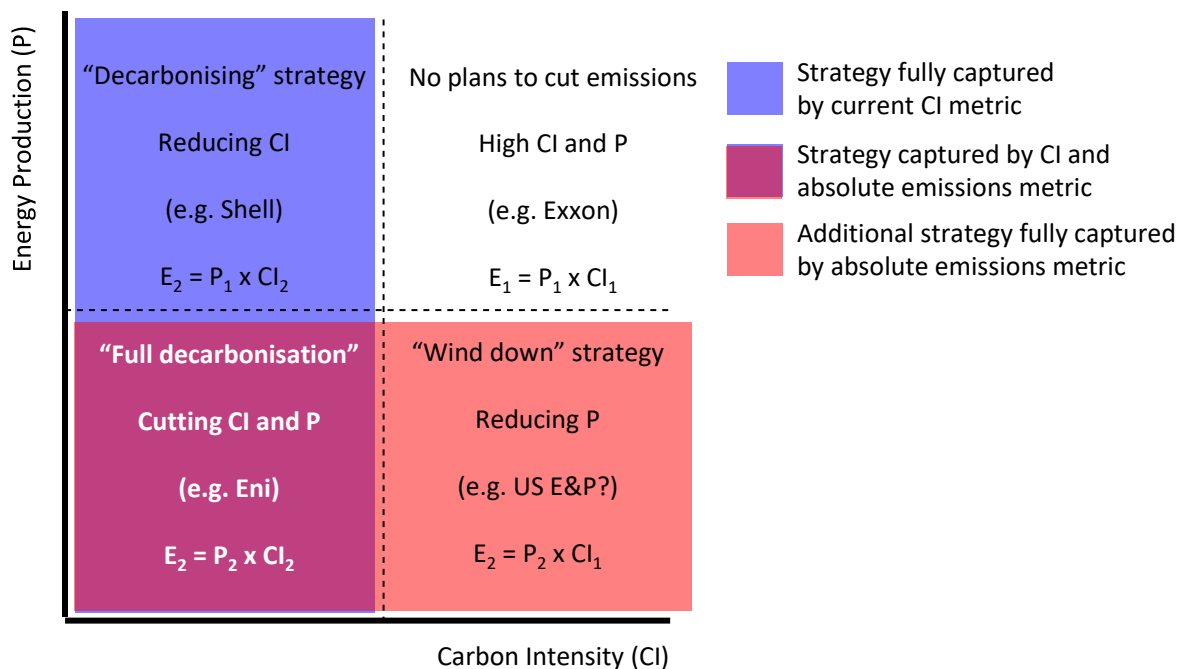 Energy Production (P)
“Decarbonising” strategy
Reducing CI
(e.g. Shell)
E₂ = P₁ x CI₂
No plans to cut emissions
High CI and P
(e.g. Exxon)
E₁ = P₁ x CI₁
“Full decarbonisation”
Cutting CI and P
(e.g. Eni)
E₂ = P₂ x CI₂
“Wind down” strategy
Reducing P
(e.g. US E&P?)
E₂ = P₂ x CI₁
Carbon Intensity (CI)
Strategy fully captured
by current CI metric
Strategy captured by CI and
absolute emissions metric
Additional strategy fully captured
by absolute emissions metric